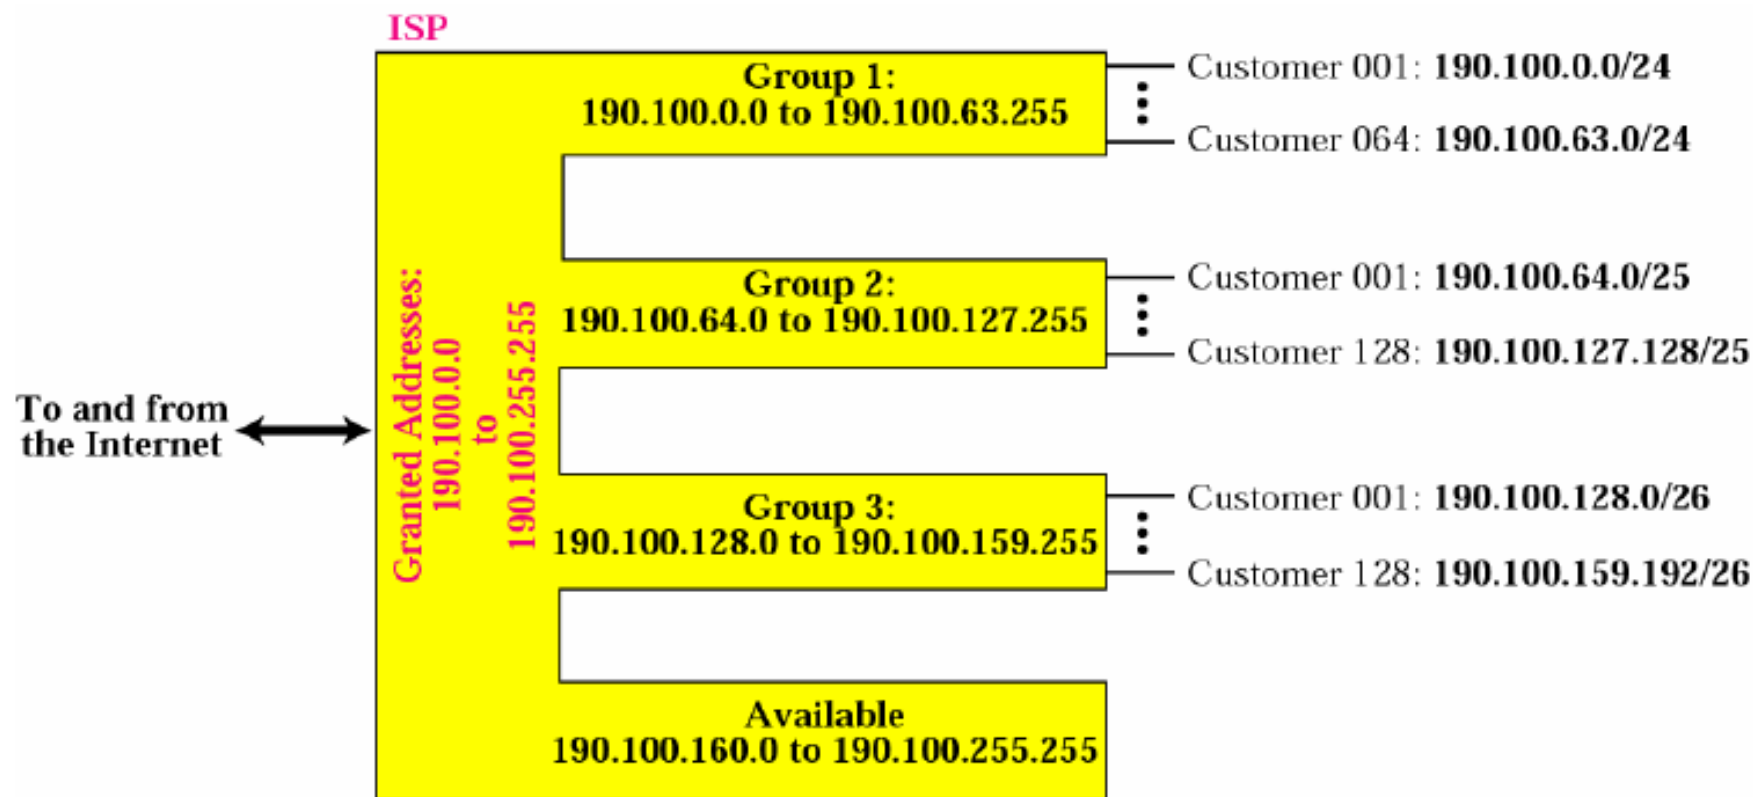 ISP
Group 1:
190.100.0.0 to 190.100.63.255
Customer 001: 190.100.0.0/24
Customer 064: 190.100.63.0/24
Group 2:
190.100.64.0 to 190.100.127.255
Customer 001: 190.100.64.0/25
Customer 128: 190.100.127.128/25
To and from
the Internet
Granted Addresses:
190.100.0.0
to
190.100.255.255
Group 3:
190.100.128.0 to 190.100.159.255
Customer 001: 190.100.128.0/26
Customer 128: 190.100.159.192/26
Available
190.100.160.0 to 190.100.255.255